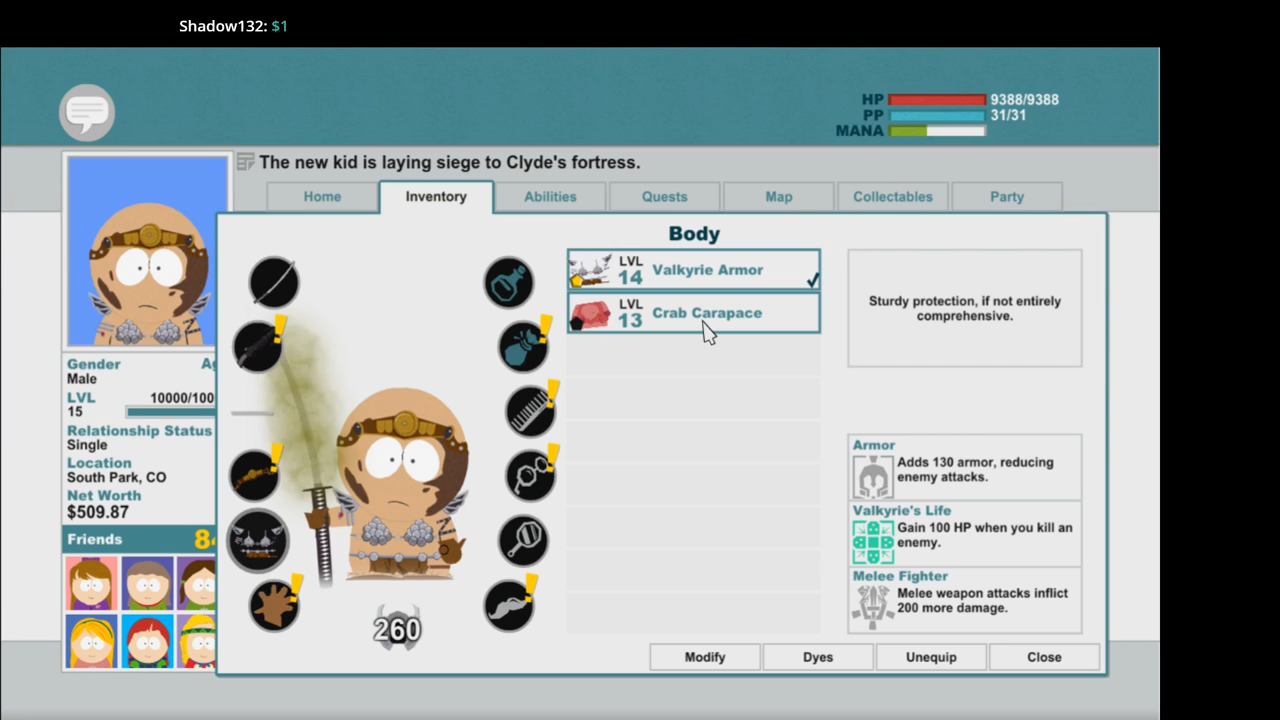 Shadow132: $1
HP 9388/9388
PP 31/31
MANA
The new kid is laying siege to Clyde's fortress.
Home Inventory Abilities Quests Map Collectables Party
Body
LVL 14 Valkyrie Armor
LVL 13 Crab Carapace
Sturdy protection, if not entirely
comprehensive.
Gender
Male
LVL 10000/100
15
Relationship Status
Single
Location
South Park, CO
Net Worth
$509.87
Friends
260
Armor
Adds 130 armor, reducing
enemy attacks.
Valkyrie's Life
Gain 100 HP when you kill an
enemy.
Melee Fighter
Melee weapon attacks inflict
200 more damage.
Modify Dyes Unequip Close